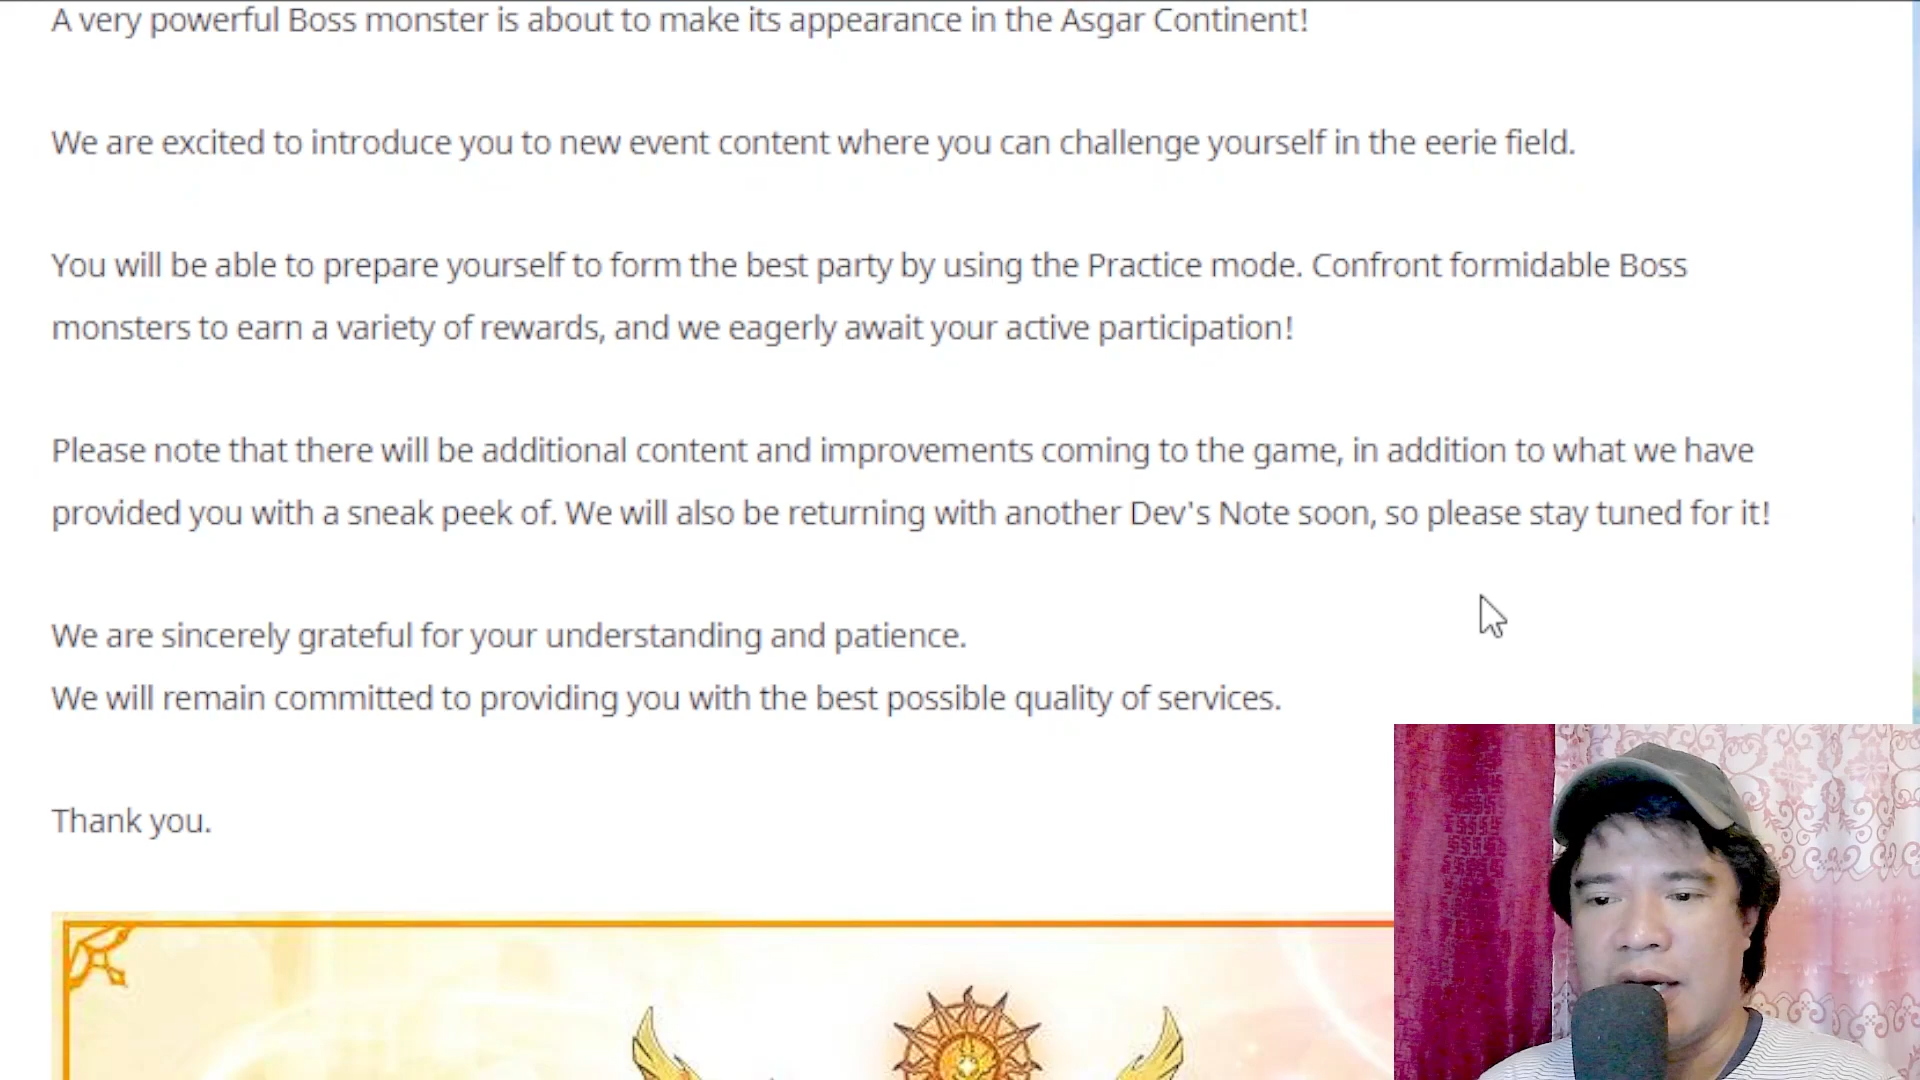 A very powerful Boss monster is about to make its appearance in the Asgar Continent!
We are excited to introduce you to new event content where you can challenge yourself in the eerie field.
You will be able to prepare yourself to form the best party by using the Practice mode. Confront formidable Boss
monsters to earn a variety of rewards, and we eagerly await your active participation!
Please note that there will be additional content and improvements coming to the game, in addition to what we have
provided you with a sneak peek of. We will also be returning with another Dev's Note soon, so please stay tuned for it!
We are sincerely grateful for your understanding and patience.
We will remain committed to providing you with the best possible quality of services.
Thank you.